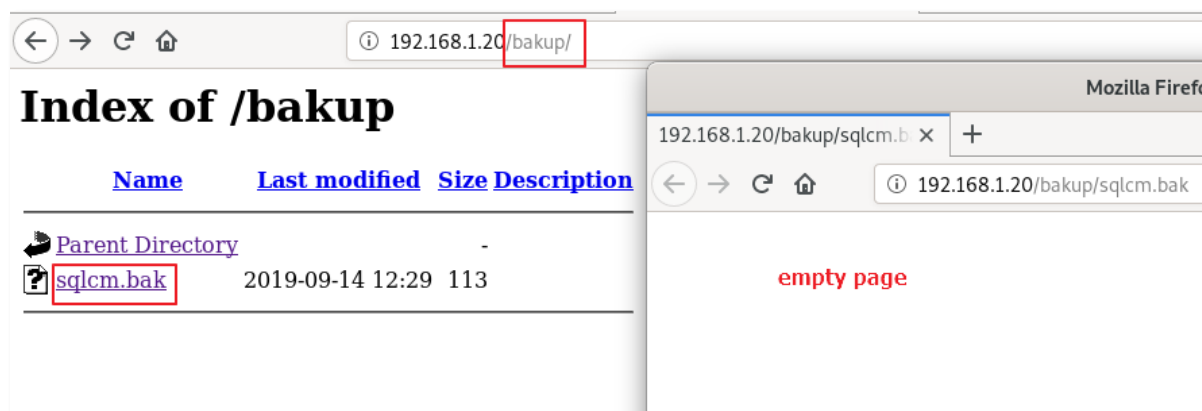 192.168.1.20/bakup/
Index of /bakup
Name Last modified Size Description
Parent Directory -
sqlcm.bak 2019-09-14 12:29 113
Mozilla Firef
192.168.1.20/bakup/sqlcm.b
192.168.1.20/bakup/sqlcm.bak
empty page